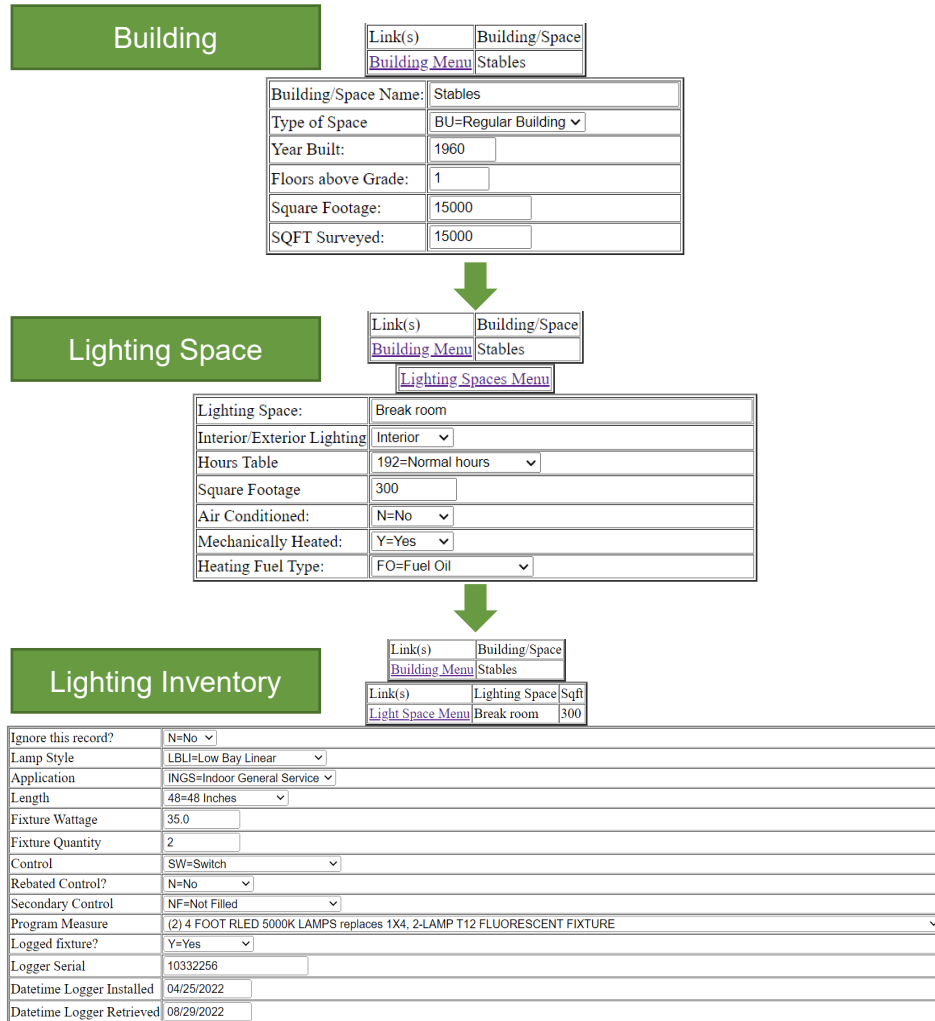 Building
Link(s) Building/Space
Building Menu Stables
Building/Space Name: Stables
Type of Space BU=Regular Building
Year Built: 1960
Floors above Grade: 1
Square Footage: 15000
SQFT Surveyed: 15000
Lighting Space
Link(s) Building/Space
Building Menu Stables
Lighting Spaces Menu
Lighting Space: Break room
Interior/Exterior Lighting Interior
Hours Table 192=Normal hours
Square Footage 300
Air Conditioned: N=No
Mechanically Heated: Y=Yes
Heating Fuel Type: FO=Fuel Oil
Lighting Inventory
Link(s) Building/Space
Building Menu Stables
Link(s) Lighting Space Sqft
Light Space Menu Break room 300
Ignore this record? N=No
Lamp Style LBLI=Low Bay Linear
Application INGS=Indoor General Service
Length 48=48 Inches
Fixture Wattage 35.0
Fixture Quantity 2
Control SW=Switch
Rebated Control? N=No
Secondary Control NF=Not Filled
Program Measure (2) 4 FOOT RLED 5000K LAMPS replaces 1X4, 2-LAMP T12 FLUORESCENT FIXTURE
Logged fixture? Y=Yes
Logger Serial 10332256
Datetime Logger Installed 04/25/2022
Datetime Logger Retrieved 08/29/2022